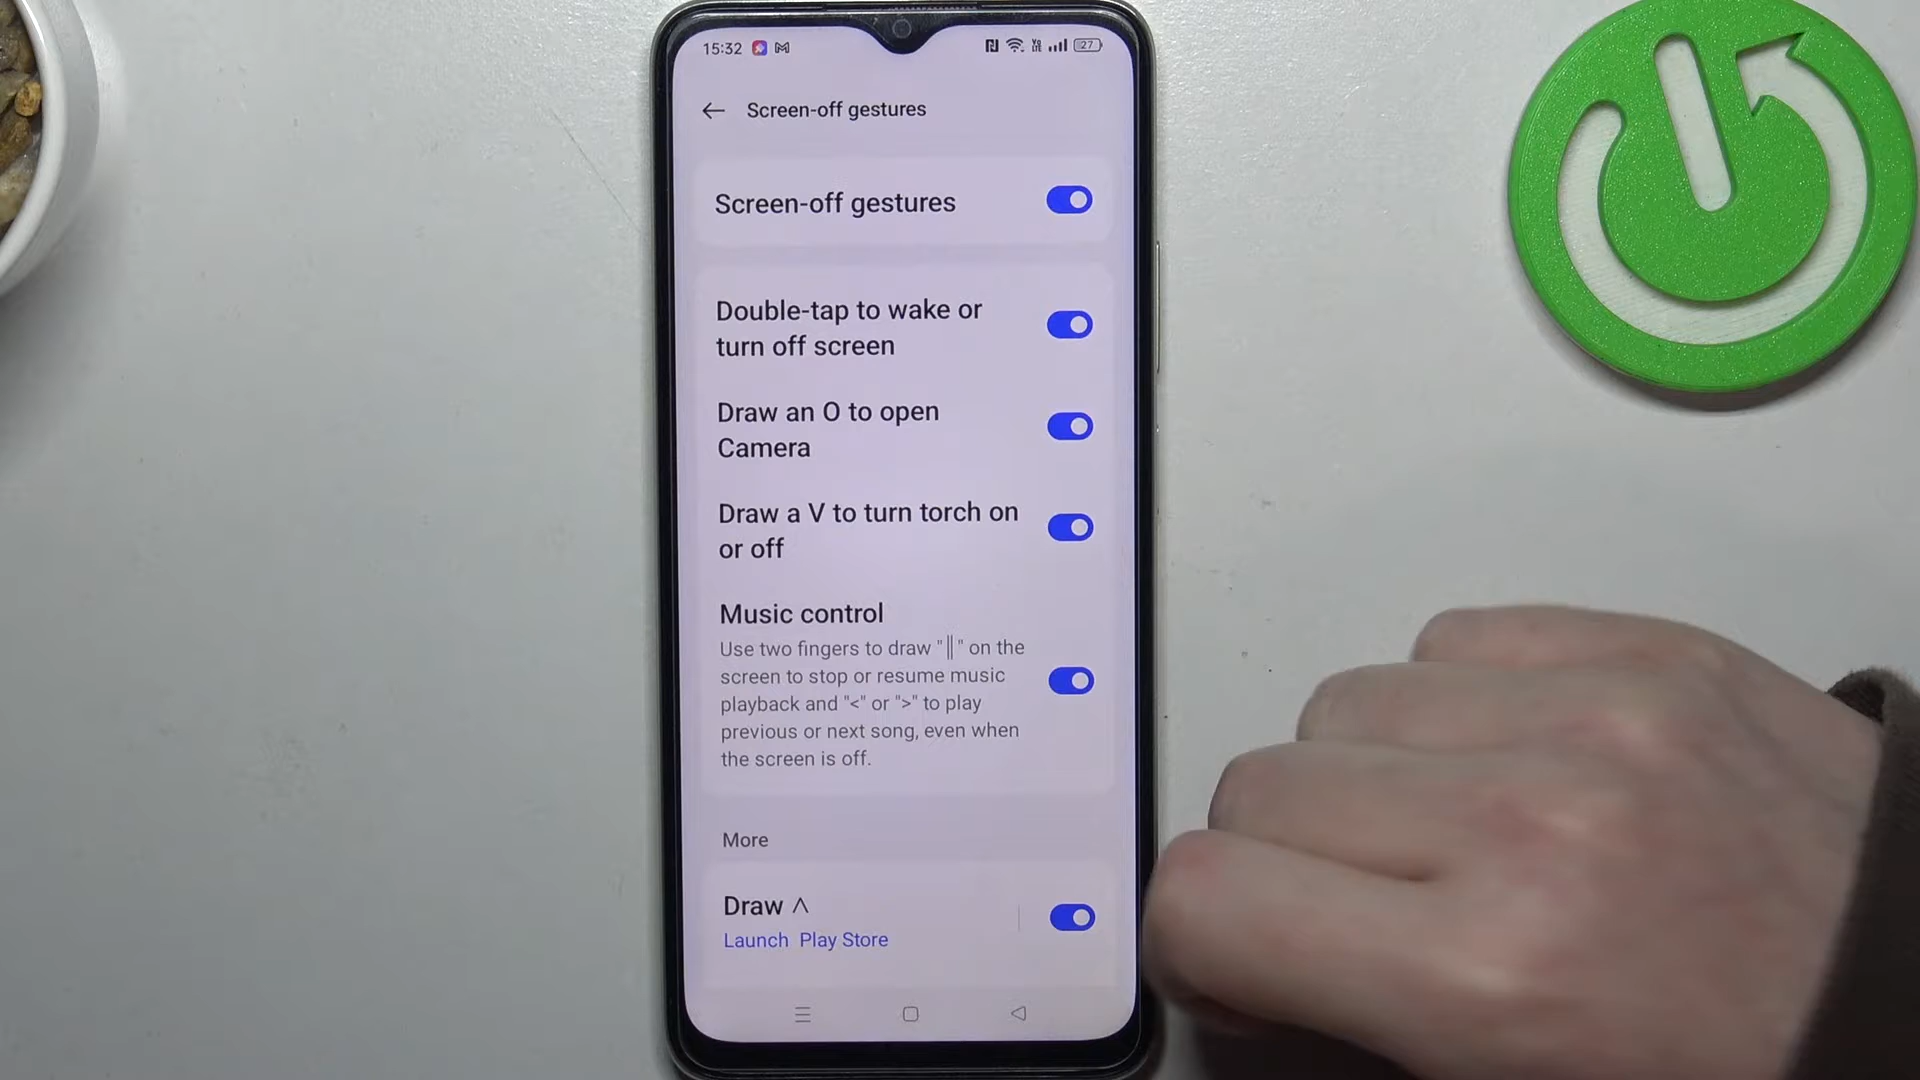 15:32
27
Screen-off gestures
Screen-off gestures
Double-tap to wake or
turn off screen
Draw an O to open
Camera
Draw a V to turn torch on
or off
Music control
Use two fingers to draw "||" on the
screen to stop or resume music
playback and "<" or ">" to play
previous or next song, even when
the screen is off.
More
Draw ∧
Launch Play Store